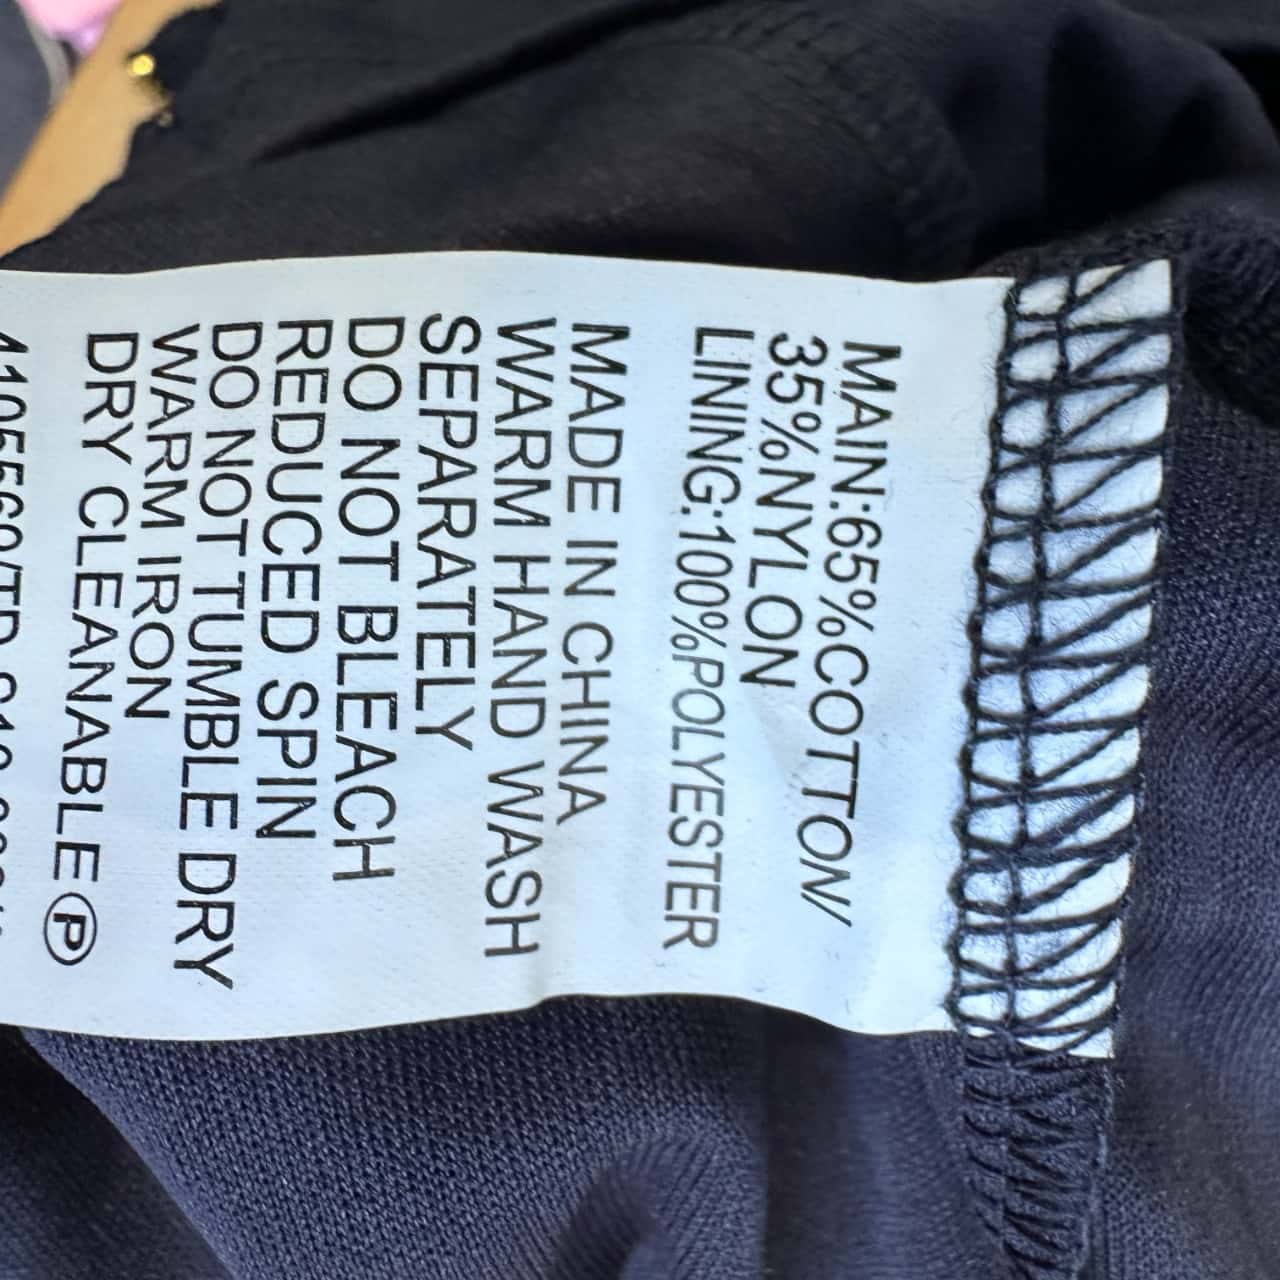 MAIN:65%COTTON/
35%NYLON
LINING:100%POLYESTER
MADE IN CHINA
WARM HAND WASH
SEPARATELY
DO NOT BLEACH
REDUCED SPIN
DO NOT TUMBLE DRY
WARM IRON
DRY CLEANABLE Ⓟ